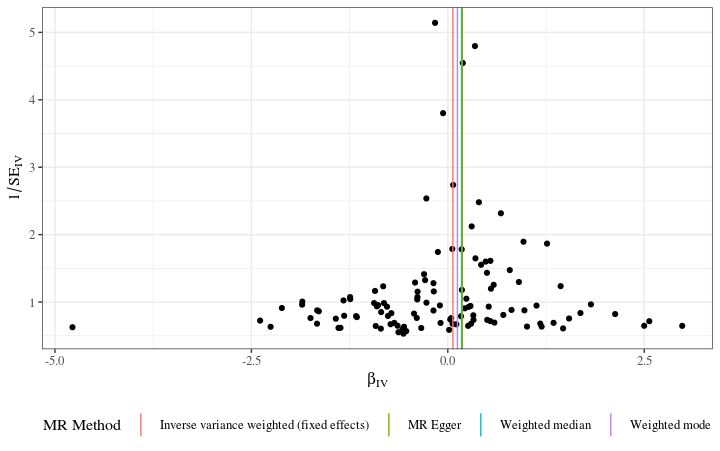 5
4
3
2
1
1/SE_IV
-5.0 -2.5 0.0 2.5
β_IV
MR Method Inverse variance weighted (fixed effects) MR Egger Weighted median Weighted mode